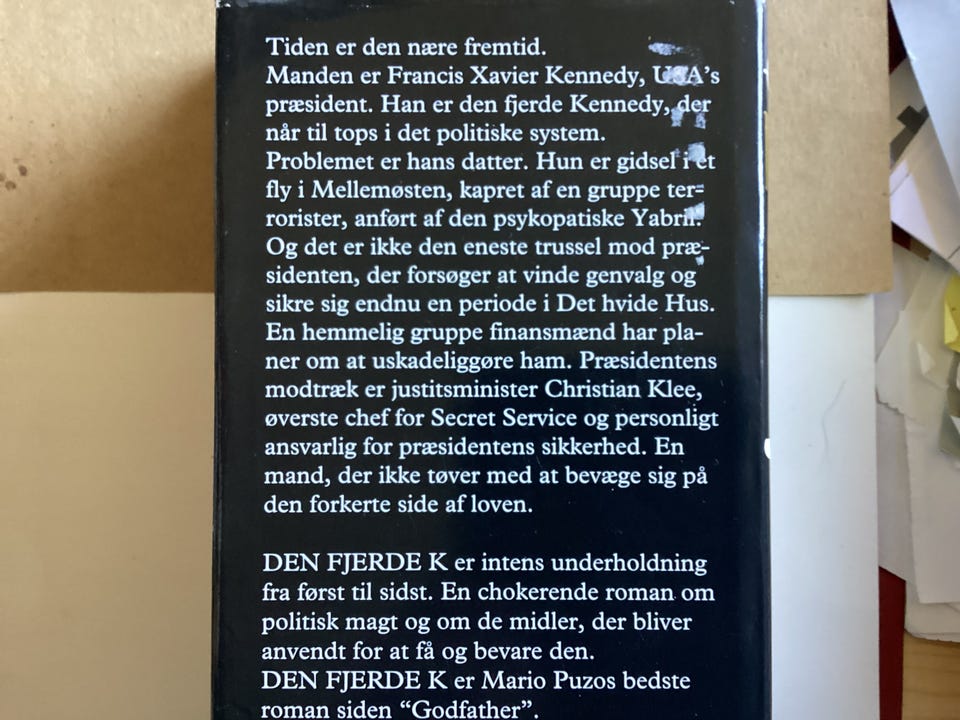 Tiden er den nære fremtid.
Manden er Francis Xavier Kennedy, USA's
præsident. Han er den fjerde Kennedy, der
når til tops i det politiske system.
Problemet er hans datter. Hun er gidsel i et
fly i Mellemøsten, kapret af en gruppe ter-
rorister, anført af den psykopatiske Yabril.
Og det er ikke den eneste trussel mod præ-
sidenten, der forsøger at vinde genvalg og
sikre sig endnu en periode i Det hvide Hus.
En hemmelig gruppe finansmænd har pla-
ner om at uskadeliggøre ham. Præsidentens
modtræk er justitsminister Christian Klee,
øverste chef for Secret Service og personligt
ansvarlig for præsidentens sikkerhed. En
mand, der ikke tøver med at bevæge sig på
den forkerte side af loven.
DEN FJERDE K er intens underholdning
fra først til sidst. En chokerende roman om
politisk magt og om de midler, der bliver
anvendt for at få og bevare den.
DEN FJERDE K er Mario Puzos bedste
roman siden “Godfather”.